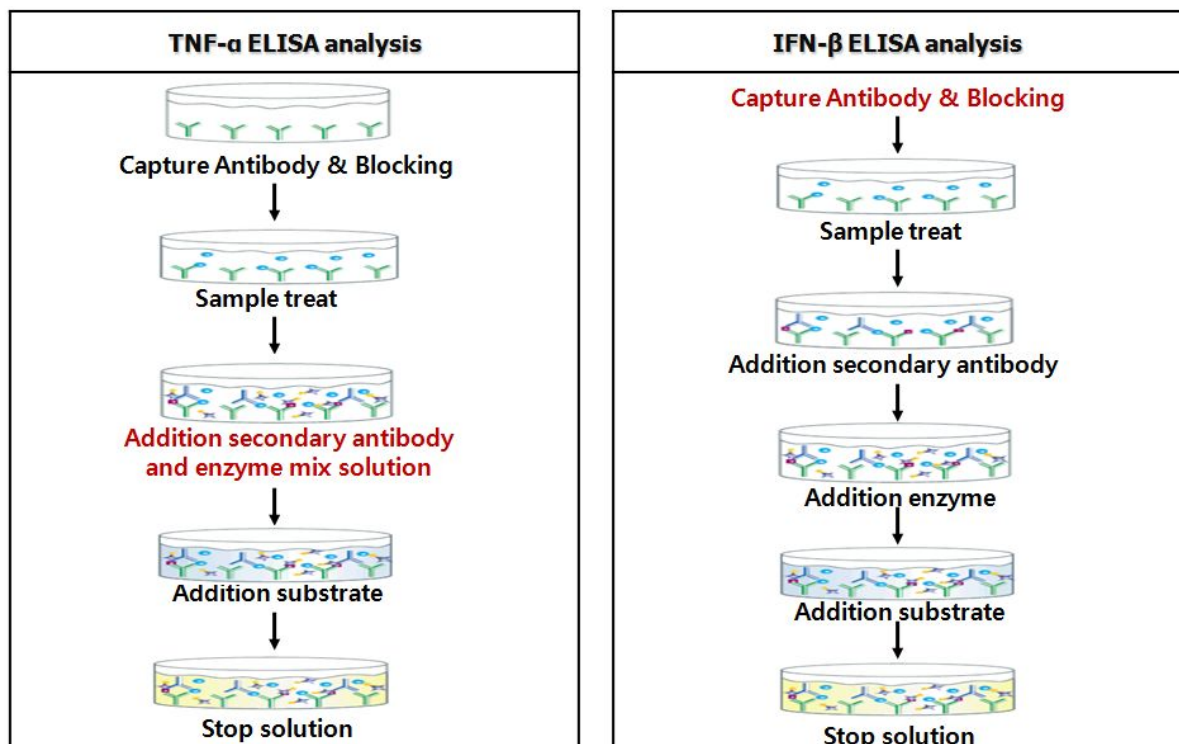 TNF-α ELISA analysis
Capture Antibody & Blocking
Sample treat
Addition secondary antibody
and enzyme mix solution
Addition substrate
Stop solution
IFN-β ELISA analysis
Capture Antibody & Blocking
Sample treat
Addition secondary antibody
Addition enzyme
Addition substrate
Stop solution